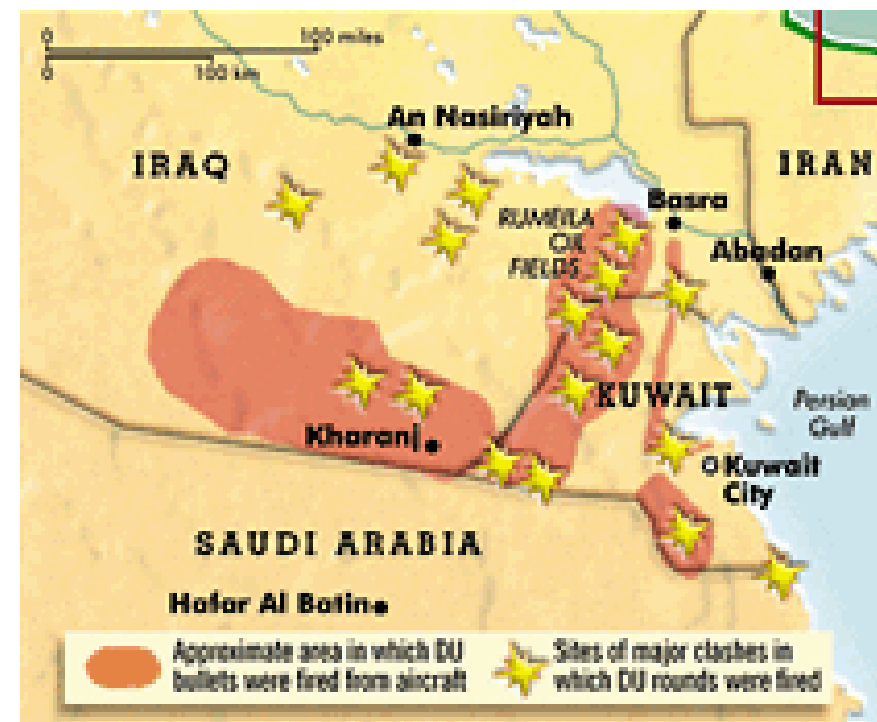 0 100 miles
0 100 km
An Nasiriyah
IRAQ
IRAN
Basra
RUMEILA
OIL
FIELDS
Abadan
KUWAIT
Persian
Gulf
Kharanj
Kuwait
City
SAUDI ARABIA
Hafar Al Batin
Approximate area in which DU
bullets were fired from aircraft
Sites of major clashes in
which DU rounds were fired